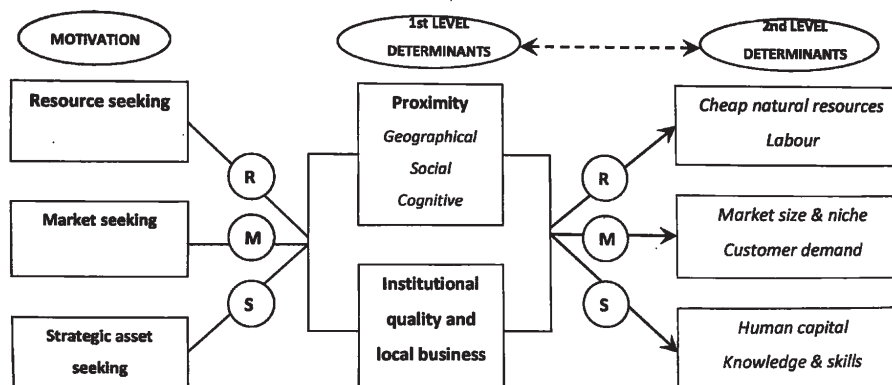 MOTIVATION
1st LEVEL
DETERMINANTS
2nd LEVEL
DETERMINANTS
Resource seeking
Market seeking
Strategic asset
seeking
R
M
S
Proximity
Geographical
Social
Cognitive
Institutional
quality and
local business
R
M
S
Cheap natural resources
Labour
Market size & niche
Customer demand
Human capital
Knowledge & skills